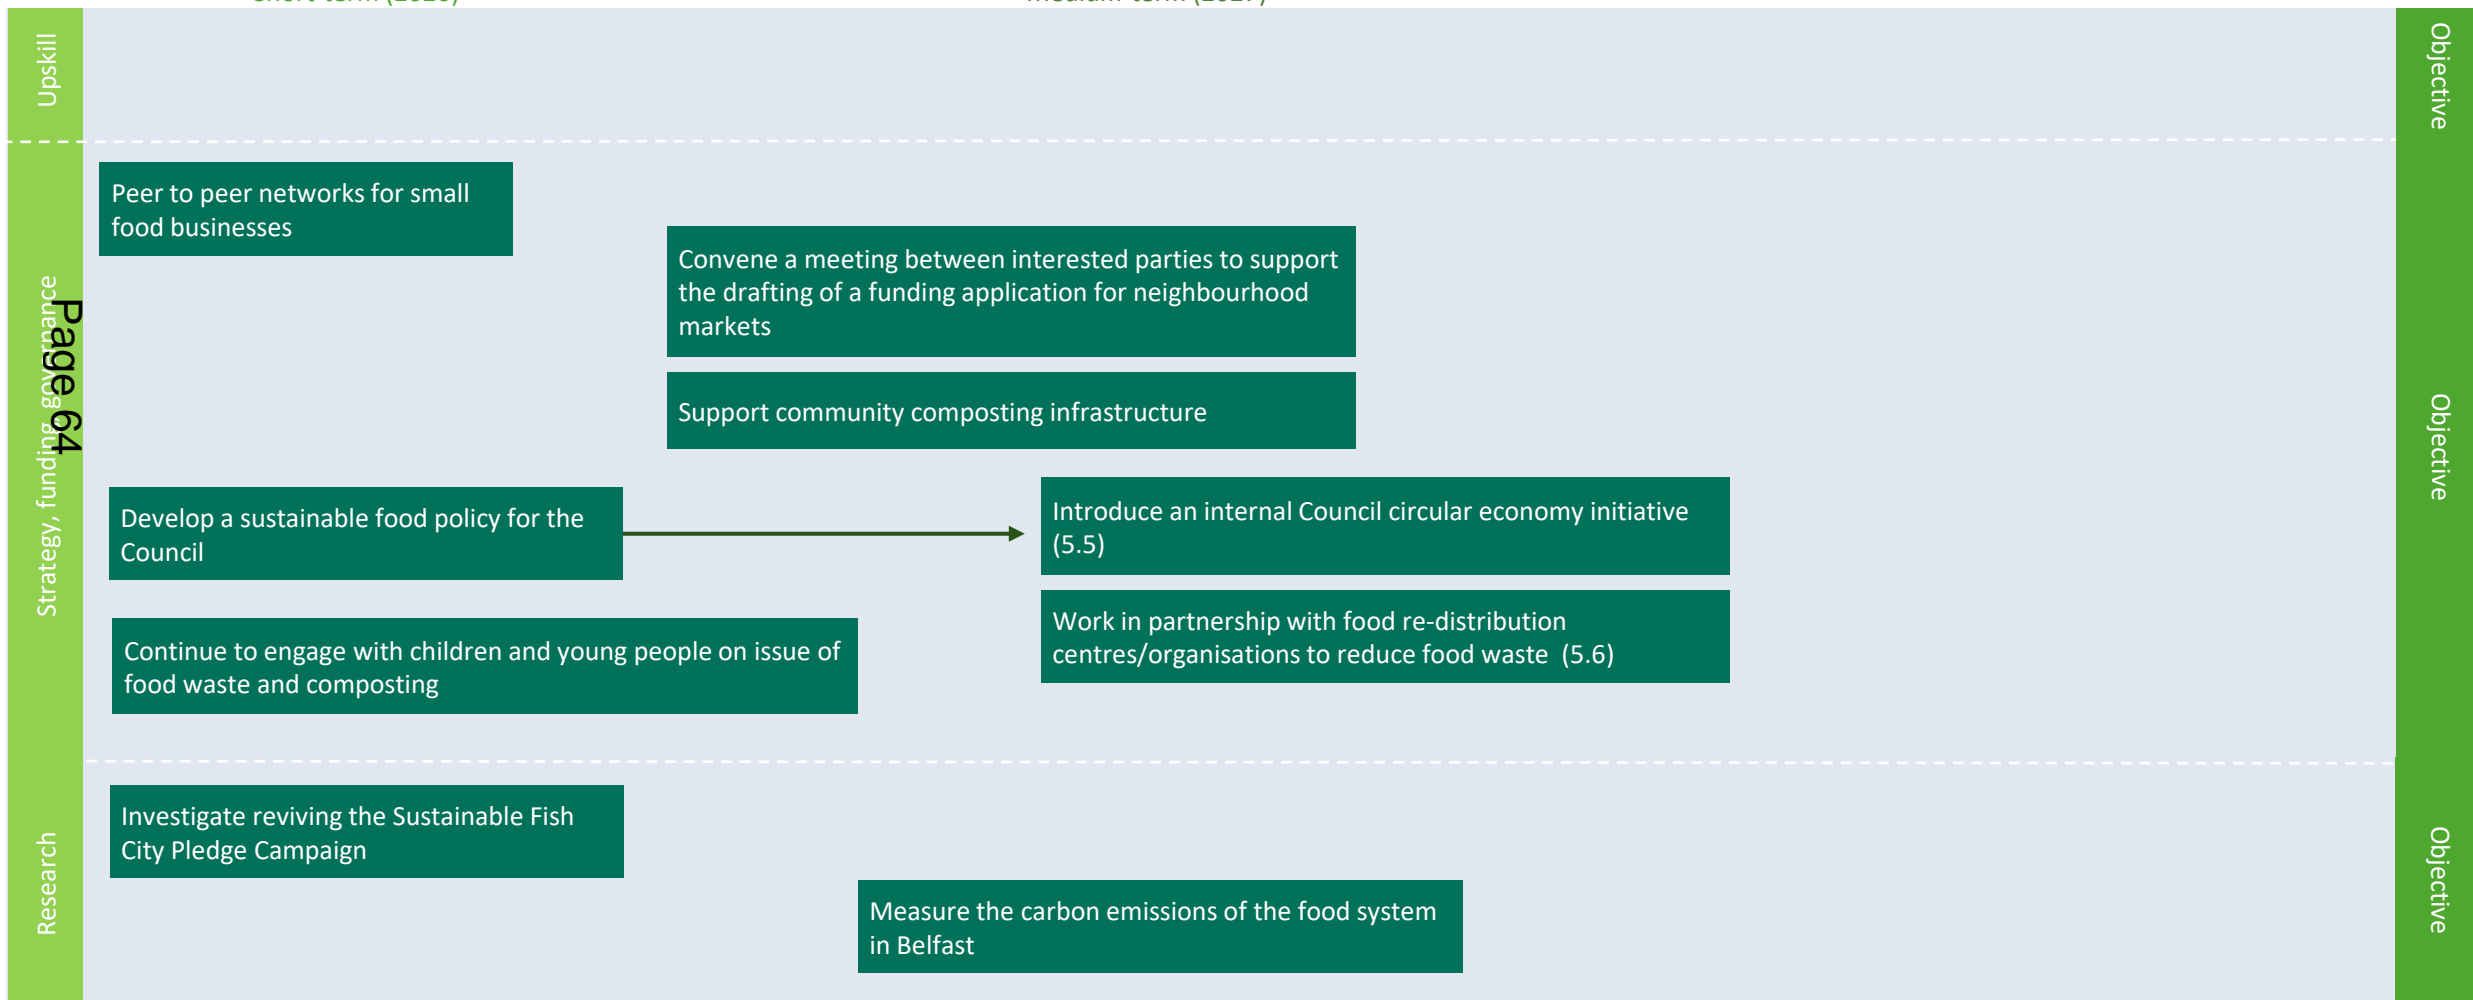 Upskill
Objective
Peer to peer networks for small
food businesses
Convene a meeting between interested parties to support
the drafting of a funding application for neighbourhood
markets
Support community composting infrastructure
Strategy, funding governance
Page 64
Objective
Develop a sustainable food policy for the
Council
Introduce an internal Council circular economy initiative
(5.5)
Work in partnership with food re-distribution
centres/organisations to reduce food waste (5.6)
Continue to engage with children and young people on issue of
food waste and composting
Research
Investigate reviving the Sustainable Fish
City Pledge Campaign
Measure the carbon emissions of the food system
in Belfast
Objective